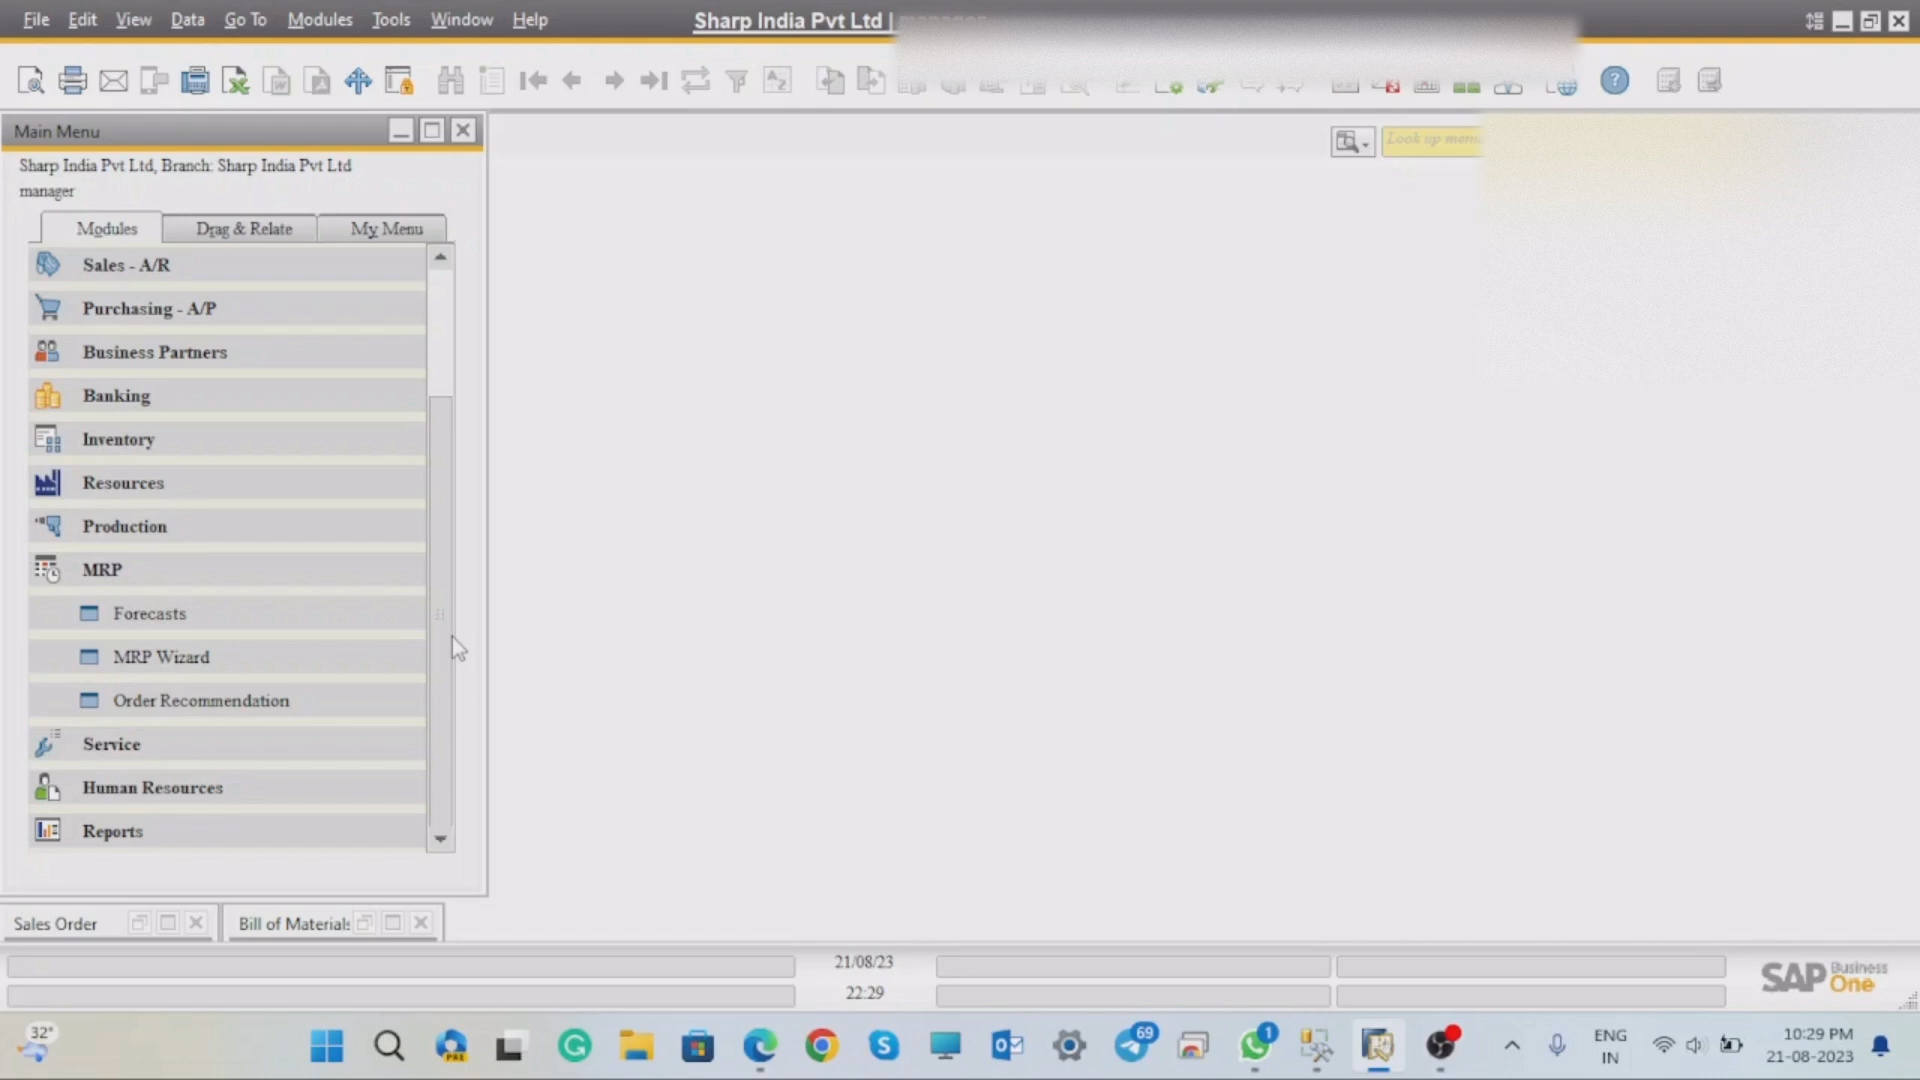 File Edit View Data Go To Modules Tools Window Help
Sharp India Pvt Ltd |
Main Menu
Sharp India Pvt Ltd, Branch: Sharp India Pvt Ltd
manager
Modules Drag & Relate My Menu
Sales - A/R
Purchasing - A/P
Business Partners
Banking
Inventory
Resources
Production
MRP
Forecasts
MRP Wizard
Order Recommendation
Service
Human Resources
Reports
Look up
Sales Order
Bill of Materials
21/08/23
22:29
SAP Business One
32°
PRE
69
1
ENG
IN
10:29 PM
21-08-2023